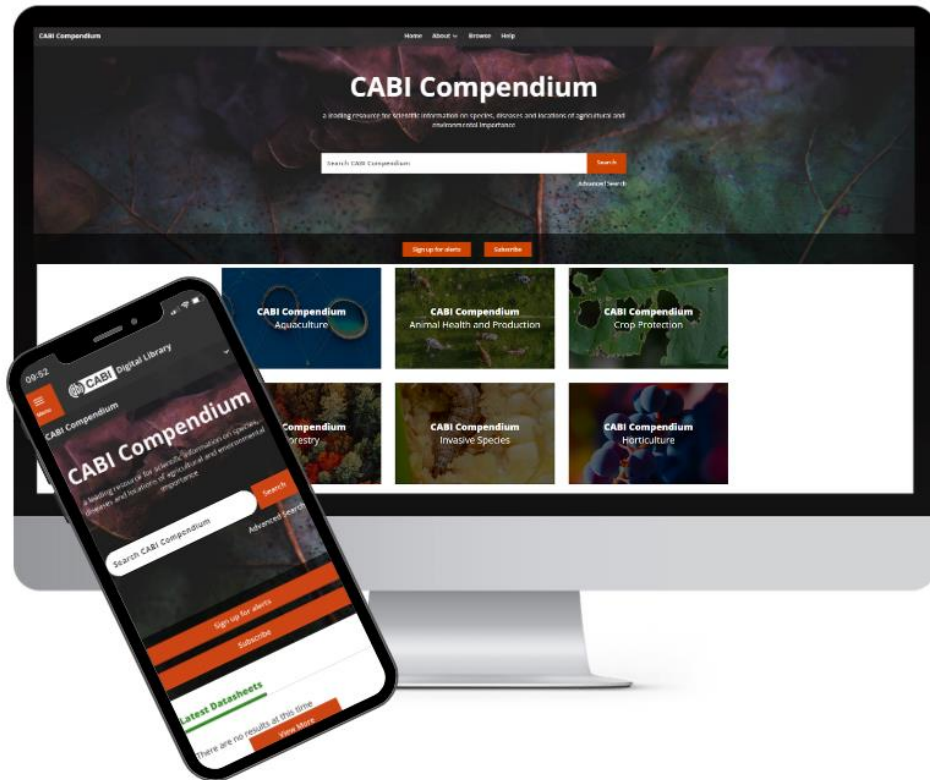 CABI Compendium
Home About Browse Help
CABI Compendium
a leading resource for scientific information on species, diseases and locations of agricultural and
environmental importance
Search CABI Compendium
Search
Advanced Search
Sign up for alerts
Subscribe
CABI Compendium
Aquaculture
CABI Compendium
Animal Health and Production
CABI Compendium
Crop Protection
Compendium
Forestry
CABI Compendium
Invasive Species
CABI Compendium
Horticulture
09:52
Menu
CABI Digital Library
CABI Compendium
CABI Compendium
a leading resource for scientific information on species,
diseases and locations of agricultural and environmental
importance
Search CABI Compendium
Search
Advanced Search
Sign up for alerts
Subscribe
Latest Datasheets
There are no results at this time
View More